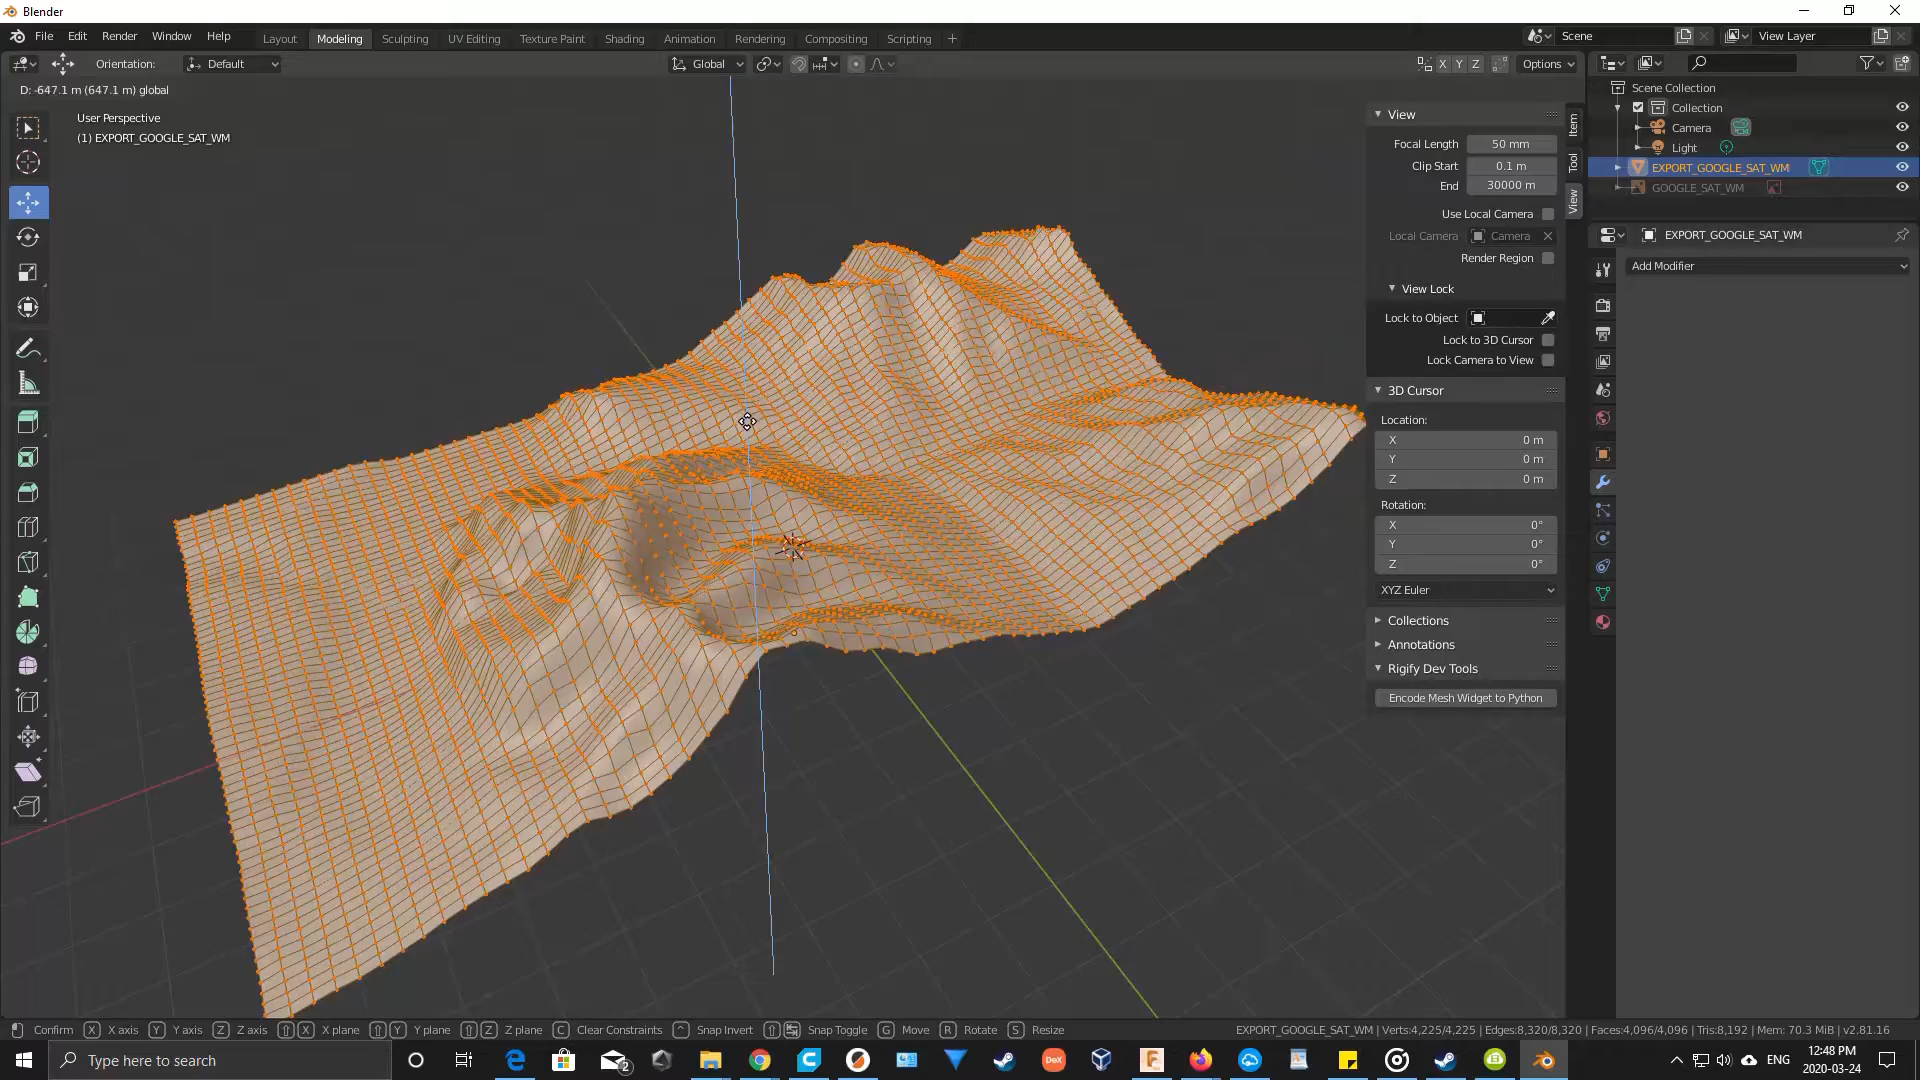 Blender
File Edit Render Window Help Layout Modeling Sculpting UV Editing Texture Paint Shading Animation Rendering Compositing Scripting + Scene View Layer
Orientation: Default Global X Y Z Options
D: -647.1 m (647.1 m) global
User Perspective
(1) EXPORT_GOOGLE_SAT_WM
View
Focal Length 50 mm
Clip Start 0.1 m
End 30000 m
Use Local Camera
Local Camera Camera
Render Region
View Lock
Lock to Object
Lock to 3D Cursor
Lock Camera to View
3D Cursor
Location:
X 0 m
Y 0 m
Z 0 m
Rotation:
X 0°
Y 0°
Z 0°
XYZ Euler
Collections
Annotations
Rigify Dev Tools
Encode Mesh Widget to Python
Item
Tool
View
Scene Collection
Collection
Camera
Light
EXPORT_GOOGLE_SAT_WM
GOOGLE_SAT_WM
EXPORT_GOOGLE_SAT_WM
Add Modifier
Confirm X X axis Y Y axis Z Z axis X X plane Y Y plane Z Z plane C Clear Constraints Snap Invert Snap Toggle G Move R Rotate S Resize
EXPORT_GOOGLE_SAT_WM | Verts:4,225/4,225 | Edges:8,320/8,320 | Faces:4,096/4,096 | Tris:8,192 | Mem: 70.3 MiB | v2.81.16
Type here to search
2
DeX
ENG
12:48 PM
2020-03-24